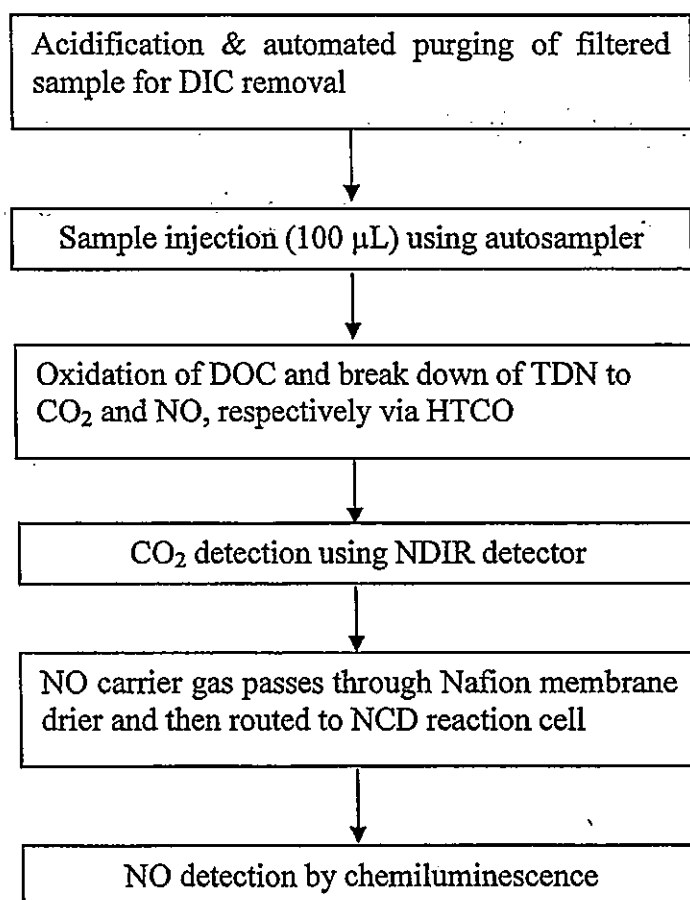 Acidification & automated purging of filtered
sample for DIC removal
Sample injection (100 µL) using autosampler
Oxidation of DOC and break down of TDN to
CO₂ and NO, respectively via HTCO
CO₂ detection using NDIR detector
NO carrier gas passes through Nafion membrane
drier and then routed to NCD reaction cell
NO detection by chemiluminescence